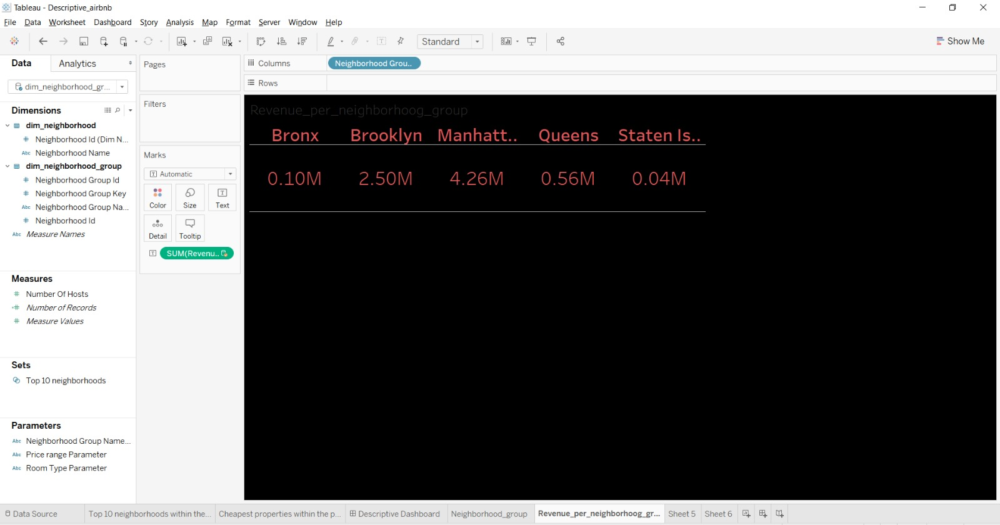 Tableau - Descriptive_airbnb
File Data Worksheet Dashboard Story Analysis Map Format Server Window Help
Standard
Show Me
Data
Analytics
dim_neighborhood_gr...
Dimensions
dim_neighborhood
Neighborhood Id (Dim N...
Abc Neighborhood Name
dim_neighborhood_group
Neighborhood Group Id
Neighborhood Group Key
Abc Neighborhood Group Na...
Neighborhood Id
Abc Measure Names
Measures
Number Of Hosts
Number of Records
Measure Values
Sets
Top 10 neighborhoods
Parameters
Abc Neighborhood Group Name...
Abc Price range Parameter
Abc Room Type Parameter
Pages
Filters
Marks
T Automatic
Color Size Text
Detail Tooltip
T SUM(Revenu..
Columns Neighborhood Grou..
Rows
Revenue_per_neighborhoog_group
Bronx Brooklyn Manhatt.. Queens Staten Is..
0.10M 2.50M 4.26M 0.56M 0.04M
Data Source Top 10 neighborhoods within the... Cheapest properties within the p... Descriptive Dashboard Neighborhood_group Revenue_per_neighborhoog_gr... Sheet 5 Sheet 6